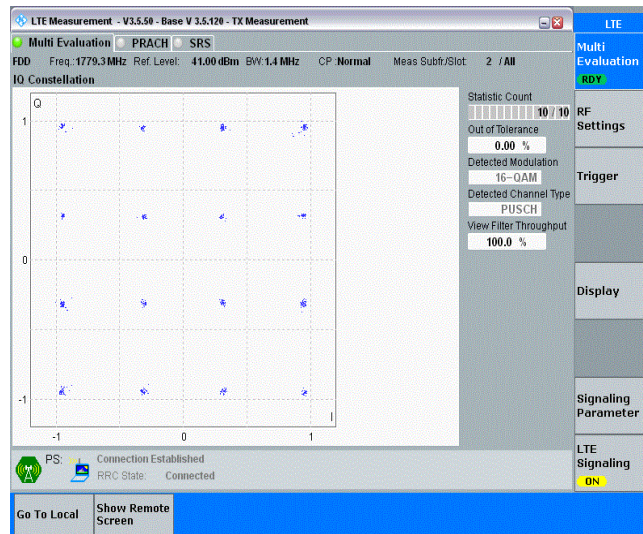 LTE Measurement - V3.5.50 - Base V 3.5.120 - TX Measurement
LTE
Multi Evaluation PRACH SRS
FDD Freq.:1779.3 MHz Ref. Level: 41.00 dBm BW:1.4 MHz CP :Normal Meas Subfr./Slot: 2 / All
IQ Constellation
Q
1
0
-1
-1 0 1
I
Statistic Count
10 / 10
Out of Tolerance
0.00 %
Detected Modulation
16-QAM
Detected Channel Type
PUSCH
View Filter Throughput
100.0 %
PS: Connection Established
RRC State: Connected
Multi
Evaluation
RDY
RF
Settings
Trigger
Display
Signaling
Parameter
LTE
Signaling
ON
Go To Local
Show Remote
Screen